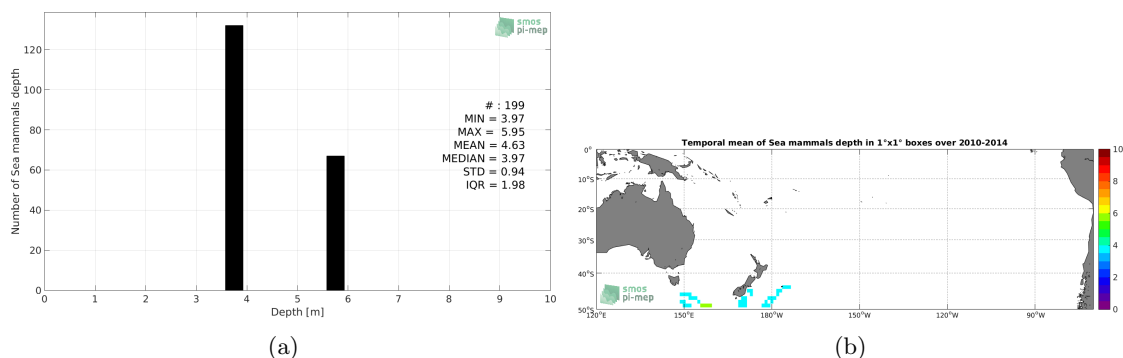 smos
pi-mep
120
100
80
60
40
20
0
Number of Sea mammals depth
# : 199
MIN = 3.97
MAX = 5.95
MEAN = 4.63
MEDIAN = 3.97
STD = 0.94
IQR = 1.98
0 1 2 3 4 5 6 7 8 9 10
Depth [m]
(a)
Temporal mean of Sea mammals depth in 1°x1° boxes over 2010-2014
0°
10°S
20°S
30°S
40°S
50°S
120°E 150°E 180°W 150°W 120°W 90°W
smos
pi-mep
10
8
6
4
2
0
(b)